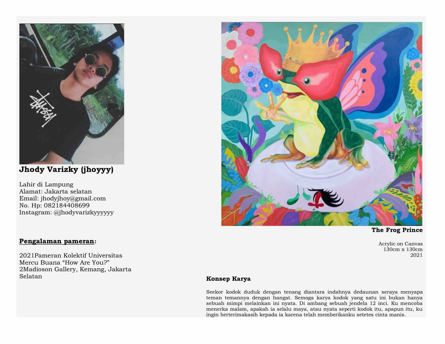 STUSSY
Jhody Varizky (jhoyyy)
Lahir di Lampung
Alamat: Jakarta selatan
Email: jhodyjhoy@gmail.com
No. Hp: 082184408699
Instagram: @jhodyvarizkyyyyyy
Pengalaman pameran:
2021Pameran Kolektif Universitas
Mercu Buana “How Are You?”
2Madioson Gallery, Kemang, Jakarta
Selatan
The Frog Prince
Acrylic on Canvas
130cm x 130cm
2021
Konsep Karya
Seekor kodok duduk dengan tenang diantara indahnya dedaunan seraya menyapa
teman temannya dengan hangat. Semoga karya kodok yang satu ini bukan hanya
sebuah mimpi melainkan ini nyata. Di ambang sebuah jendela 12 inci. Ku mencoba
menerka malam, apakah ia selalu maya, atau nyata seperti kodok itu, apapun itu, ku
ingin berterimakasih kepada ia karena telah memberikanku setetes cinta manis.